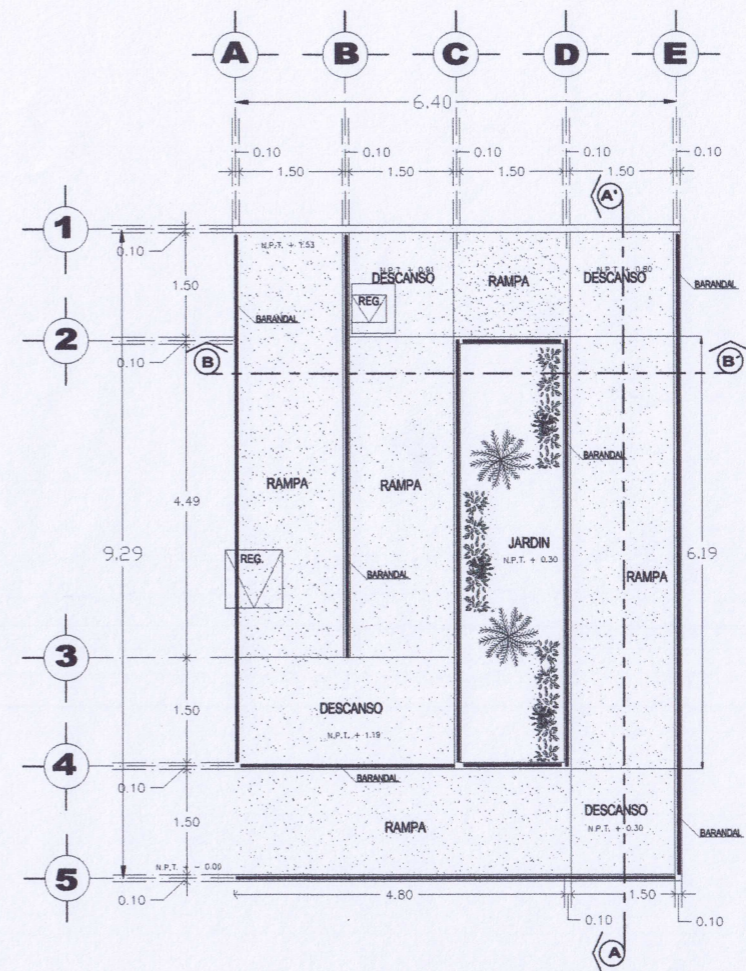 A B C D E
6.40
0.10 0.10 0.10 0.10 0.10
1.50 1.50 1.50 1.50
A'
1
0.10
N.P.T. + 1.53
N.P.T. + 0.91
DESCANSO
RAMPA
N.P.T. + 0.80
DESCANSO
1.50
BARANDAL
REG.
BARANDAL
2
0.10
B
B'
BARANDAL
4.49
RAMPA
RAMPA
9.29
REG.
JARDIN
N.P.T. + 0.30
6.19
BARANDAL
RAMPA
3
1.50
DESCANSO
N.P.T. + 1.19
4
BARANDAL
0.10
1.50
RAMPA
DESCANSO
N.P.T. + 0.30
BARANDAL
N.P.T. + - 0.00
5
0.10
4.80
1.50
0.10
0.10
A